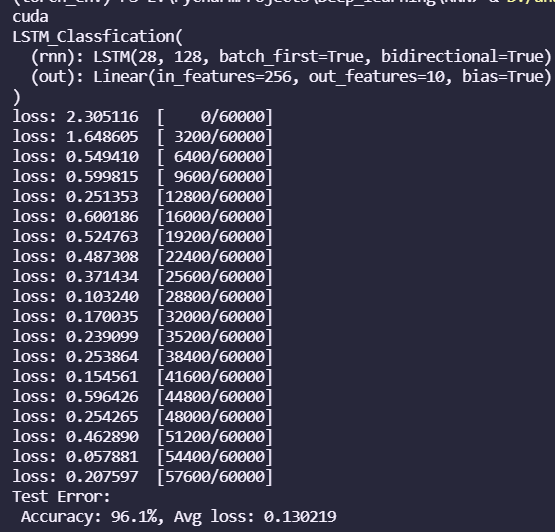 cuda
LSTM_Classfication(
  (rnn): LSTM(28, 128, batch_first=True, bidirectional=True)
  (out): Linear(in_features=256, out_features=10, bias=True)
)
loss: 2.305116  [    0/60000]
loss: 1.648605  [ 3200/60000]
loss: 0.549410  [ 6400/60000]
loss: 0.599815  [ 9600/60000]
loss: 0.251353  [12800/60000]
loss: 0.600186  [16000/60000]
loss: 0.524763  [19200/60000]
loss: 0.487308  [22400/60000]
loss: 0.371434  [25600/60000]
loss: 0.103240  [28800/60000]
loss: 0.170035  [32000/60000]
loss: 0.239099  [35200/60000]
loss: 0.253864  [38400/60000]
loss: 0.154561  [41600/60000]
loss: 0.596426  [44800/60000]
loss: 0.254265  [48000/60000]
loss: 0.462890  [51200/60000]
loss: 0.057881  [54400/60000]
loss: 0.207597  [57600/60000]
Test Error:
 Accuracy: 96.1%, Avg loss: 0.130219